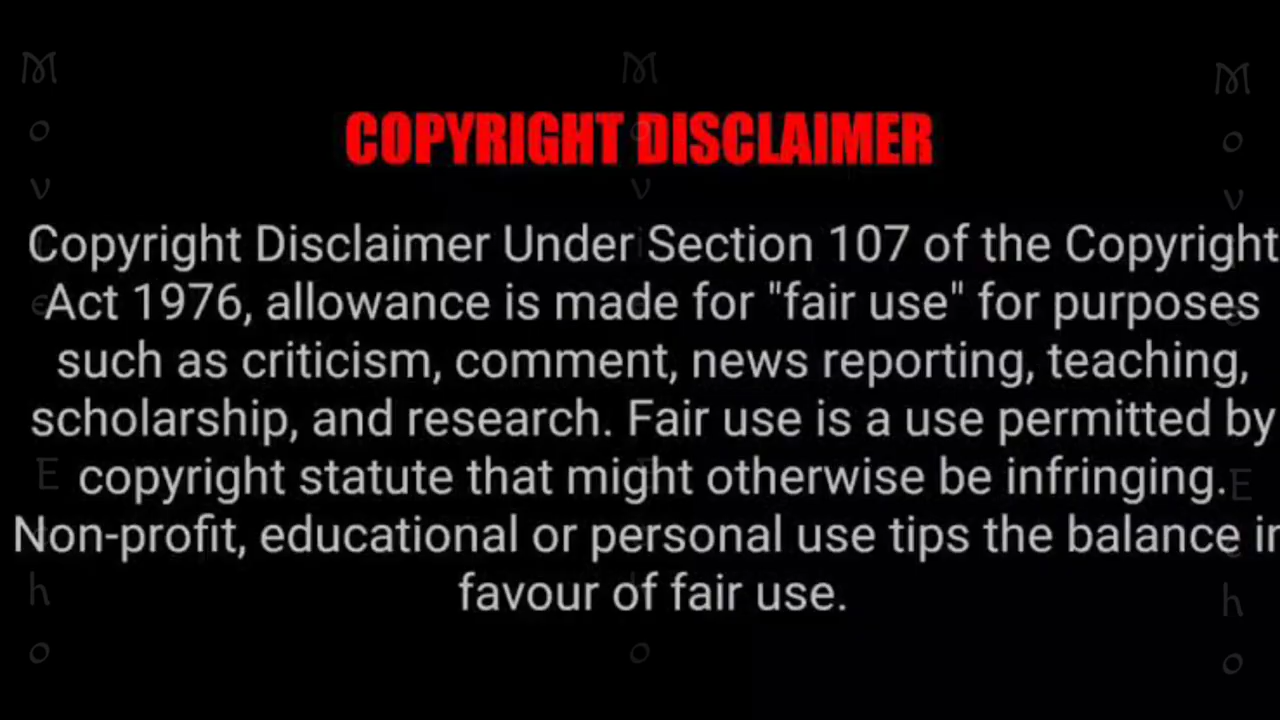 COPYRIGHT DISCLAIMER
Copyright Disclaimer Under Section 107 of the Copyright
Act 1976, allowance is made for "fair use" for purposes
such as criticism, comment, news reporting, teaching,
scholarship, and research. Fair use is a use permitted by
copyright statute that might otherwise be infringing.
Non-profit, educational or personal use tips the balance in
favour of fair use.